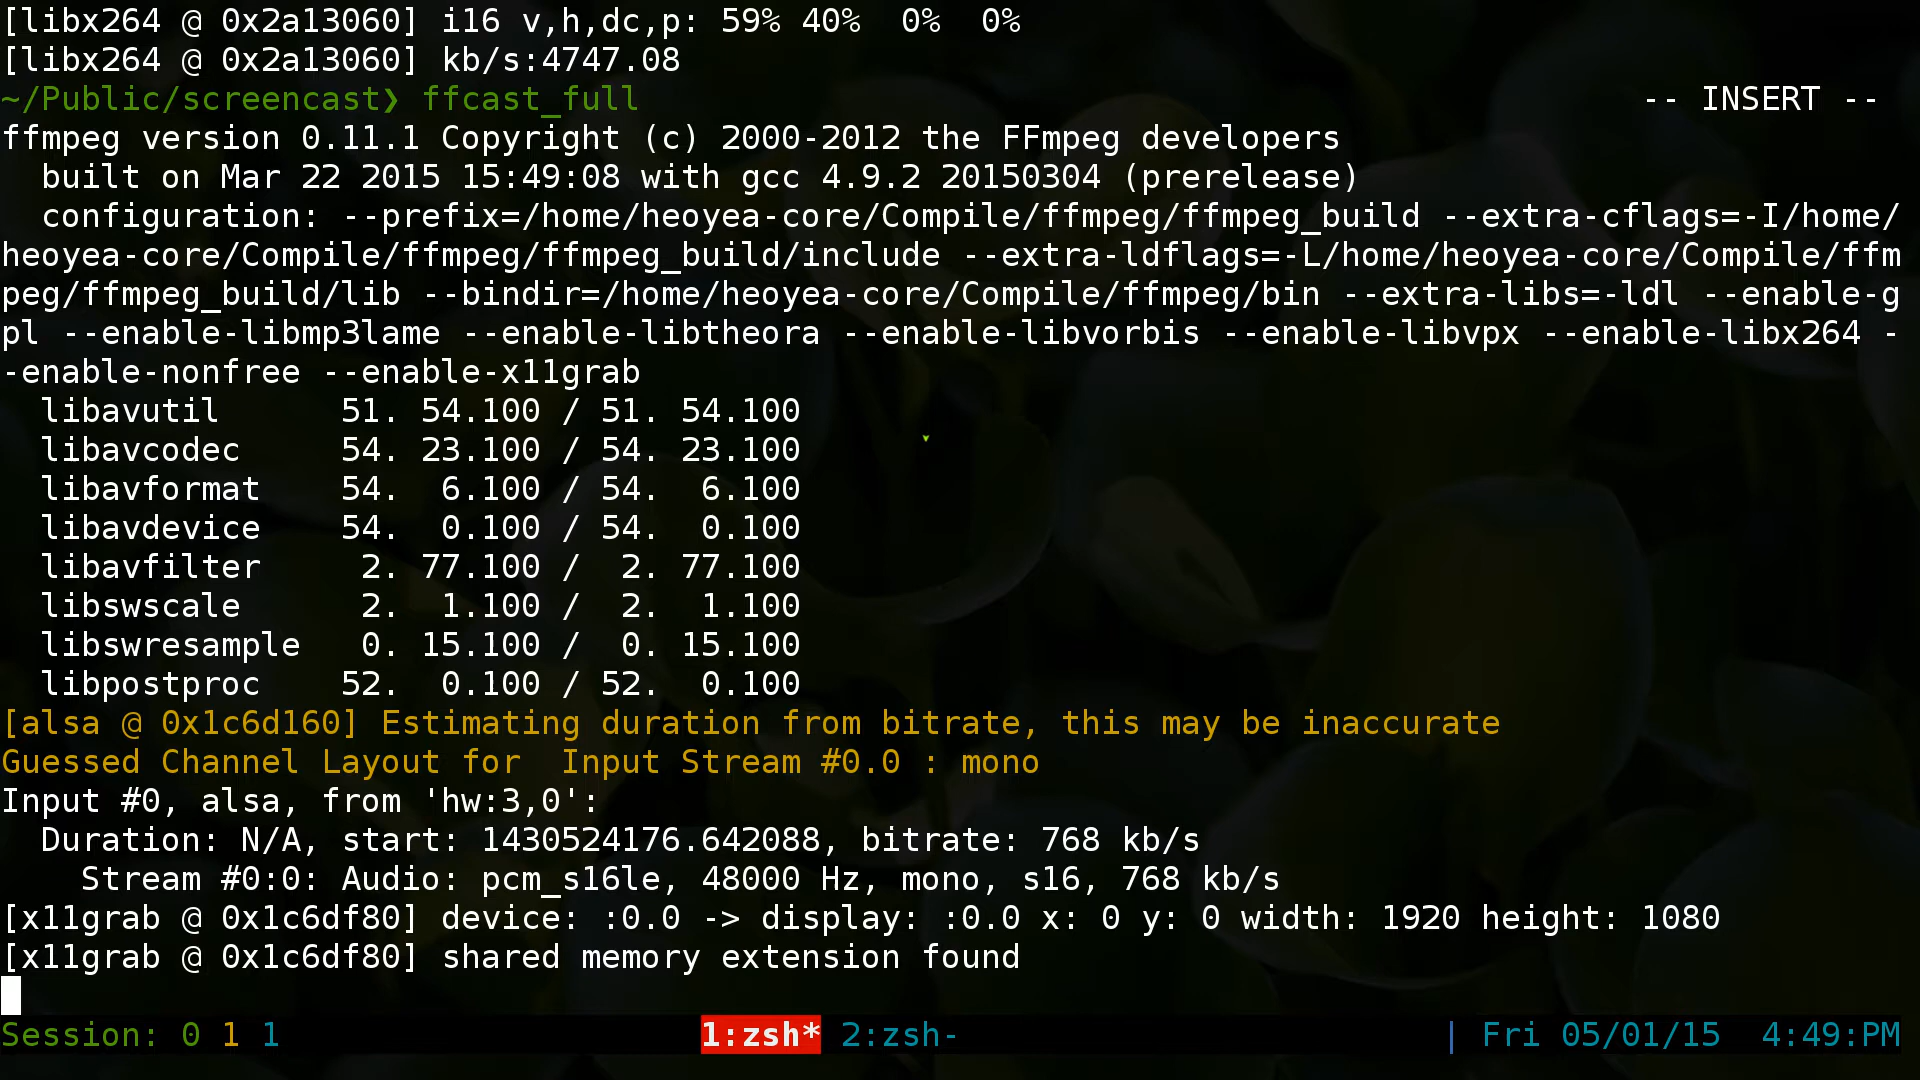 [libx264 @ 0x2a13060] i16 v,h,dc,p: 59% 40%  0%  0%
[libx264 @ 0x2a13060] kb/s:4747.08
~/Public/screencast❯ ffcast_full -- INSERT --
ffmpeg version 0.11.1 Copyright (c) 2000-2012 the FFmpeg developers
  built on Mar 22 2015 15:49:08 with gcc 4.9.2 20150304 (prerelease)
  configuration: --prefix=/home/heoyea-core/Compile/ffmpeg/ffmpeg_build --extra-cflags=-I/home/
heoyea-core/Compile/ffmpeg/ffmpeg_build/include --extra-ldflags=-L/home/heoyea-core/Compile/ffm
peg/ffmpeg_build/lib --bindir=/home/heoyea-core/Compile/ffmpeg/bin --extra-libs=-ldl --enable-g
pl --enable-libmp3lame --enable-libtheora --enable-libvorbis --enable-libvpx --enable-libx264 -
-enable-nonfree --enable-x11grab
  libavutil      51. 54.100 / 51. 54.100
  libavcodec     54. 23.100 / 54. 23.100
  libavformat    54.  6.100 / 54.  6.100
  libavdevice    54.  0.100 / 54.  0.100
  libavfilter     2. 77.100 /  2. 77.100
  libswscale      2.  1.100 /  2.  1.100
  libswresample   0. 15.100 /  0. 15.100
  libpostproc    52.  0.100 / 52.  0.100
[alsa @ 0x1c6d160] Estimating duration from bitrate, this may be inaccurate
Guessed Channel Layout for  Input Stream #0.0 : mono
Input #0, alsa, from 'hw:3,0':
  Duration: N/A, start: 1430524176.642088, bitrate: 768 kb/s
    Stream #0:0: Audio: pcm_s16le, 48000 Hz, mono, s16, 768 kb/s
[x11grab @ 0x1c6df80] device: :0.0 -> display: :0.0 x: 0 y: 0 width: 1920 height: 1080
[x11grab @ 0x1c6df80] shared memory extension found
Session: 0 1 1 1:zsh* 2:zsh- | Fri 05/01/15  4:49:PM